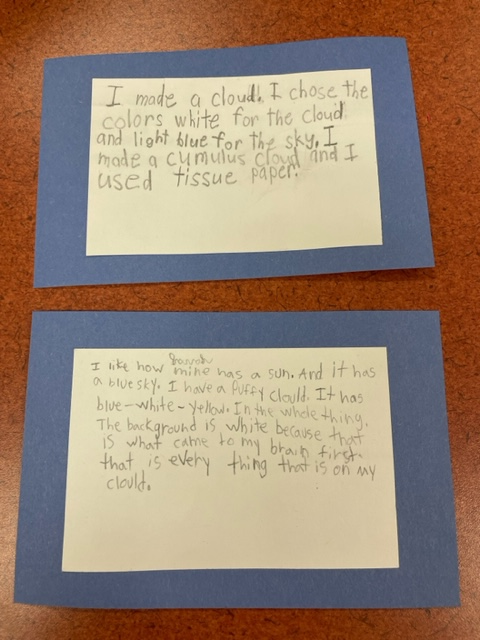 I made a cloud. I chose the
colors white for the cloud
and light blue for the sky. I
made a cumulus cloud and I
used tissue paper.
I like how mine has a sun. And it has
a blue sky. I have a Puffy clould. It has
blue-white-yellow. In the whole thing.
The background is white because that
is what came to my brain first.
that is every thing that is on my
clould.